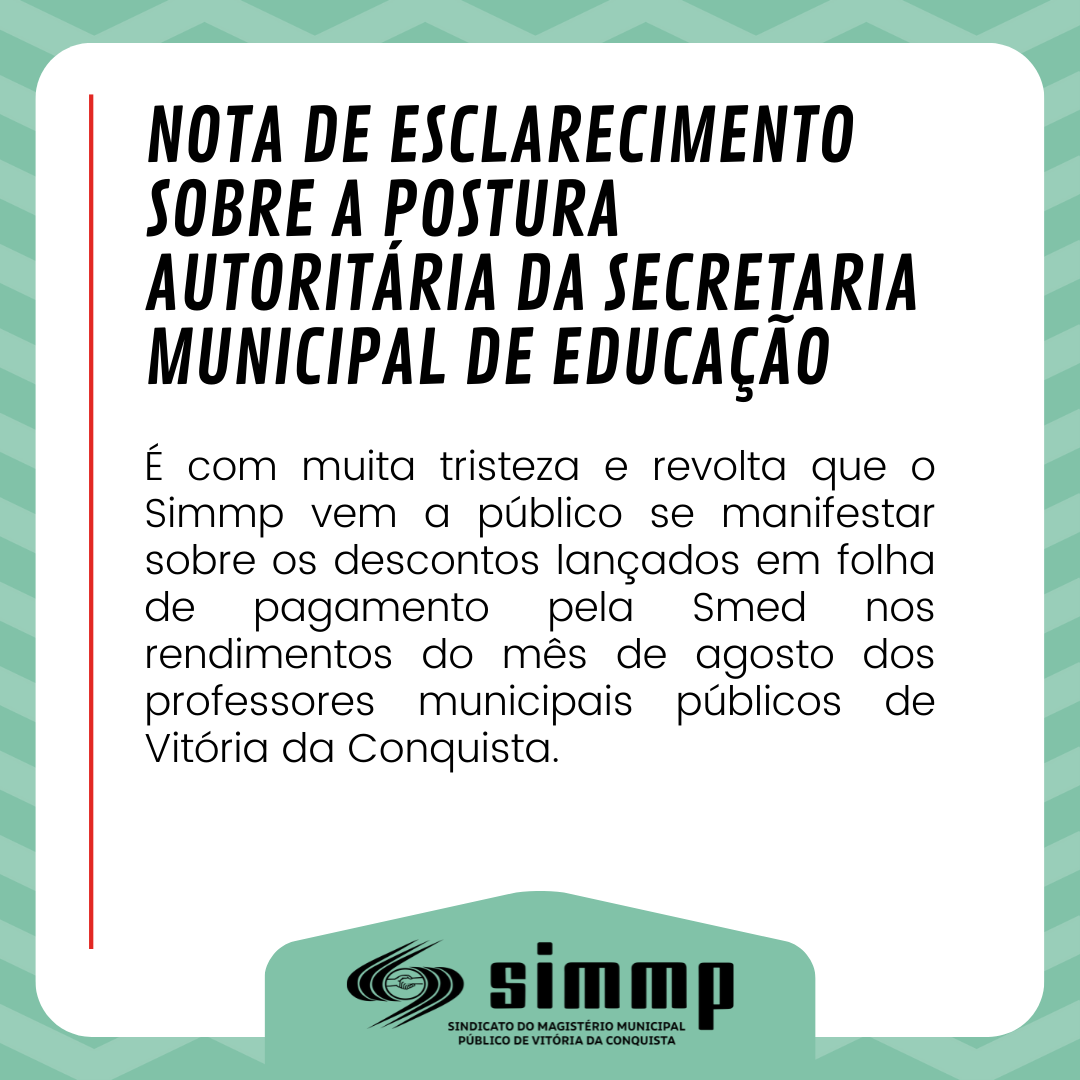 NOTA DE ESCLARECIMENTO
SOBRE A POSTURA
AUTORITÁRIA DA SECRETARIA
MUNICIPAL DE EDUCAÇÃO
É com muita tristeza e revolta que o
Simmp vem a público se manifestar
sobre os descontos lançados em folha
de pagamento pela Smed nos
rendimentos do mês de agosto dos
professores municipais públicos de
Vitória da Conquista.
simmp
SINDICATO DO MAGISTÉRIO MUNICIPAL
PÚBLICO DE VITÓRIA DA CONQUISTA